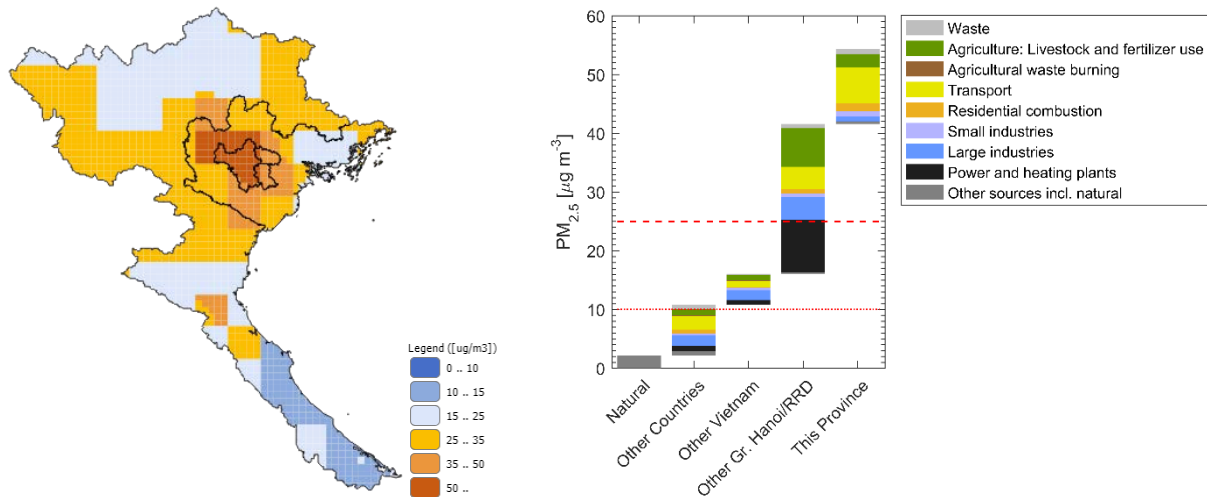 Legend ([ug/m3])
0 .. 10
10 .. 15
15 .. 25
25 .. 35
35 .. 50
50 ..
PM2.5 [μg m-3]
60
50
40
30
20
10
0
Natural
Other Countries
Other Vietnam
Other Gr. Hanoi/RRD
This Province
Waste
Agriculture: Livestock and fertilizer use
Agricultural waste burning
Transport
Residential combustion
Small industries
Large industries
Power and heating plants
Other sources incl. natural